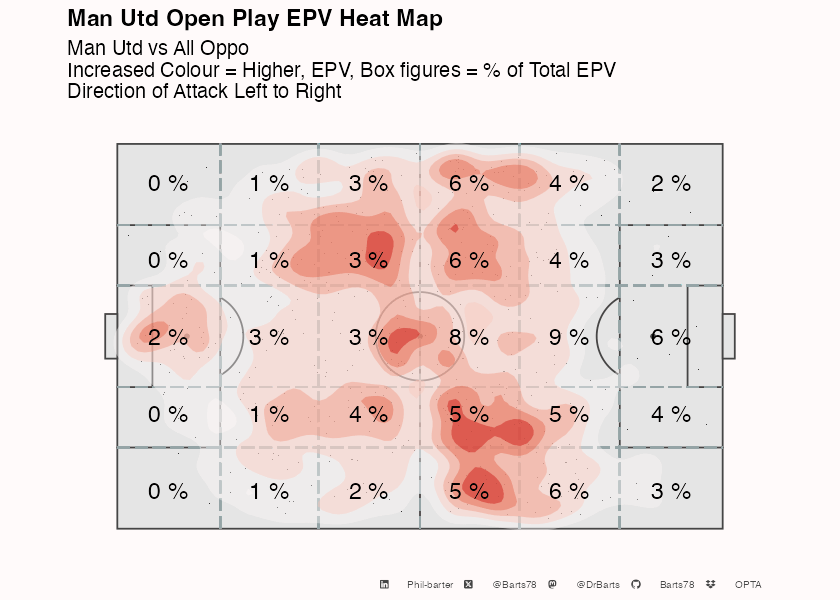 Man Utd Open Play EPV Heat Map
Man Utd vs All Oppo
Increased Colour = Higher, EPV, Box figures = % of Total EPV
Direction of Attack Left to Right
0 % 1 % 3 % 6 % 4 % 2 %
0 % 1 % 3 % 6 % 4 % 3 %
2 % 3 % 3 % 8 % 9 % 6 %
0 % 1 % 4 % 5 % 5 % 4 %
0 % 1 % 2 % 5 % 6 % 3 %
Phil-barter @Barts78 @DrBarts Barts78 OPTA